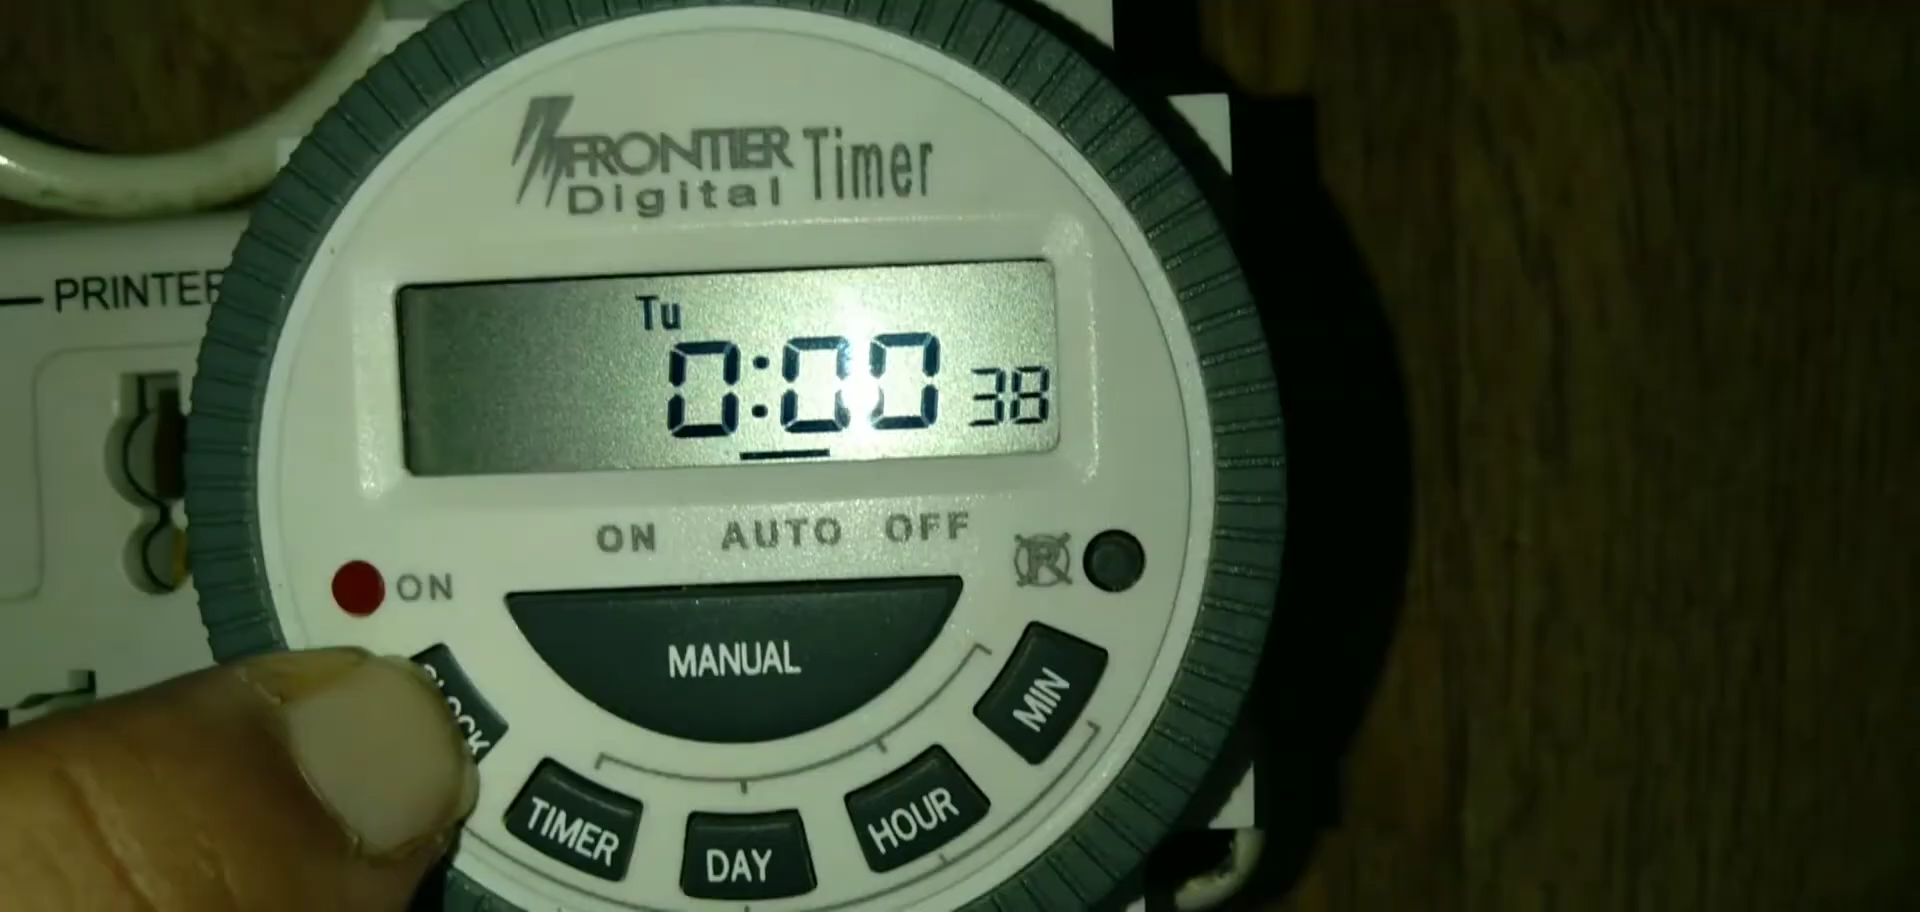 FRONTIER Timer
Digital
PRINTER
Tu
0:00 38
ON AUTO OFF
R
ON
MANUAL
CLOCK
MIN
TIMER
HOUR
DAY